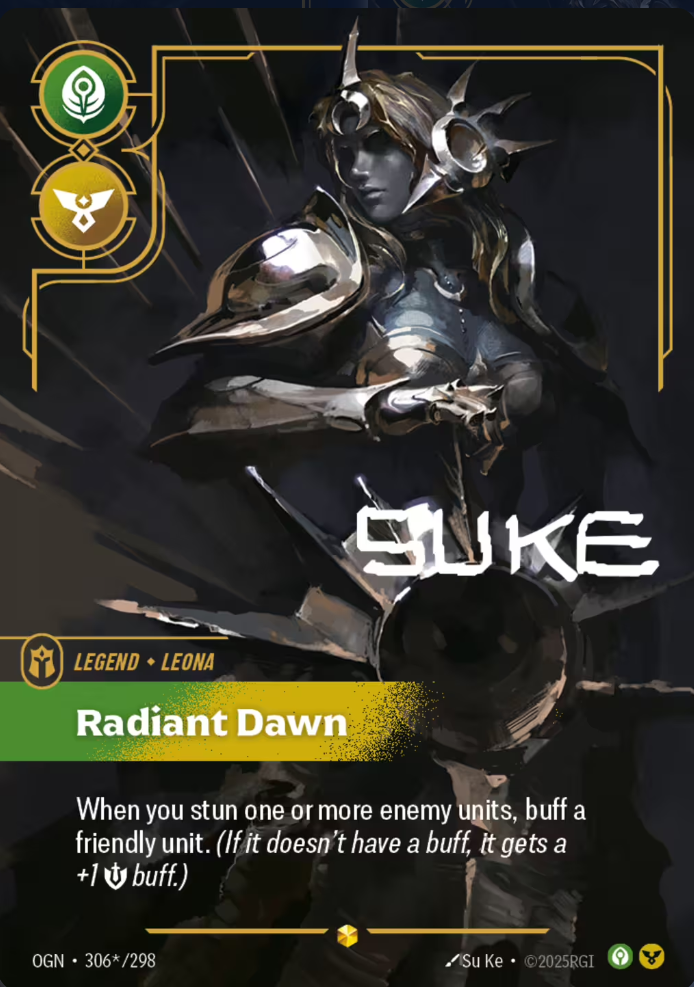 SUKE
LEGEND • LEONA
Radiant Dawn
When you stun one or more enemy units, buff a
friendly unit. (If it doesn't have a buff, it gets a
+1 buff.)
OGN • 306*/298 Su Ke • ©2025RGI